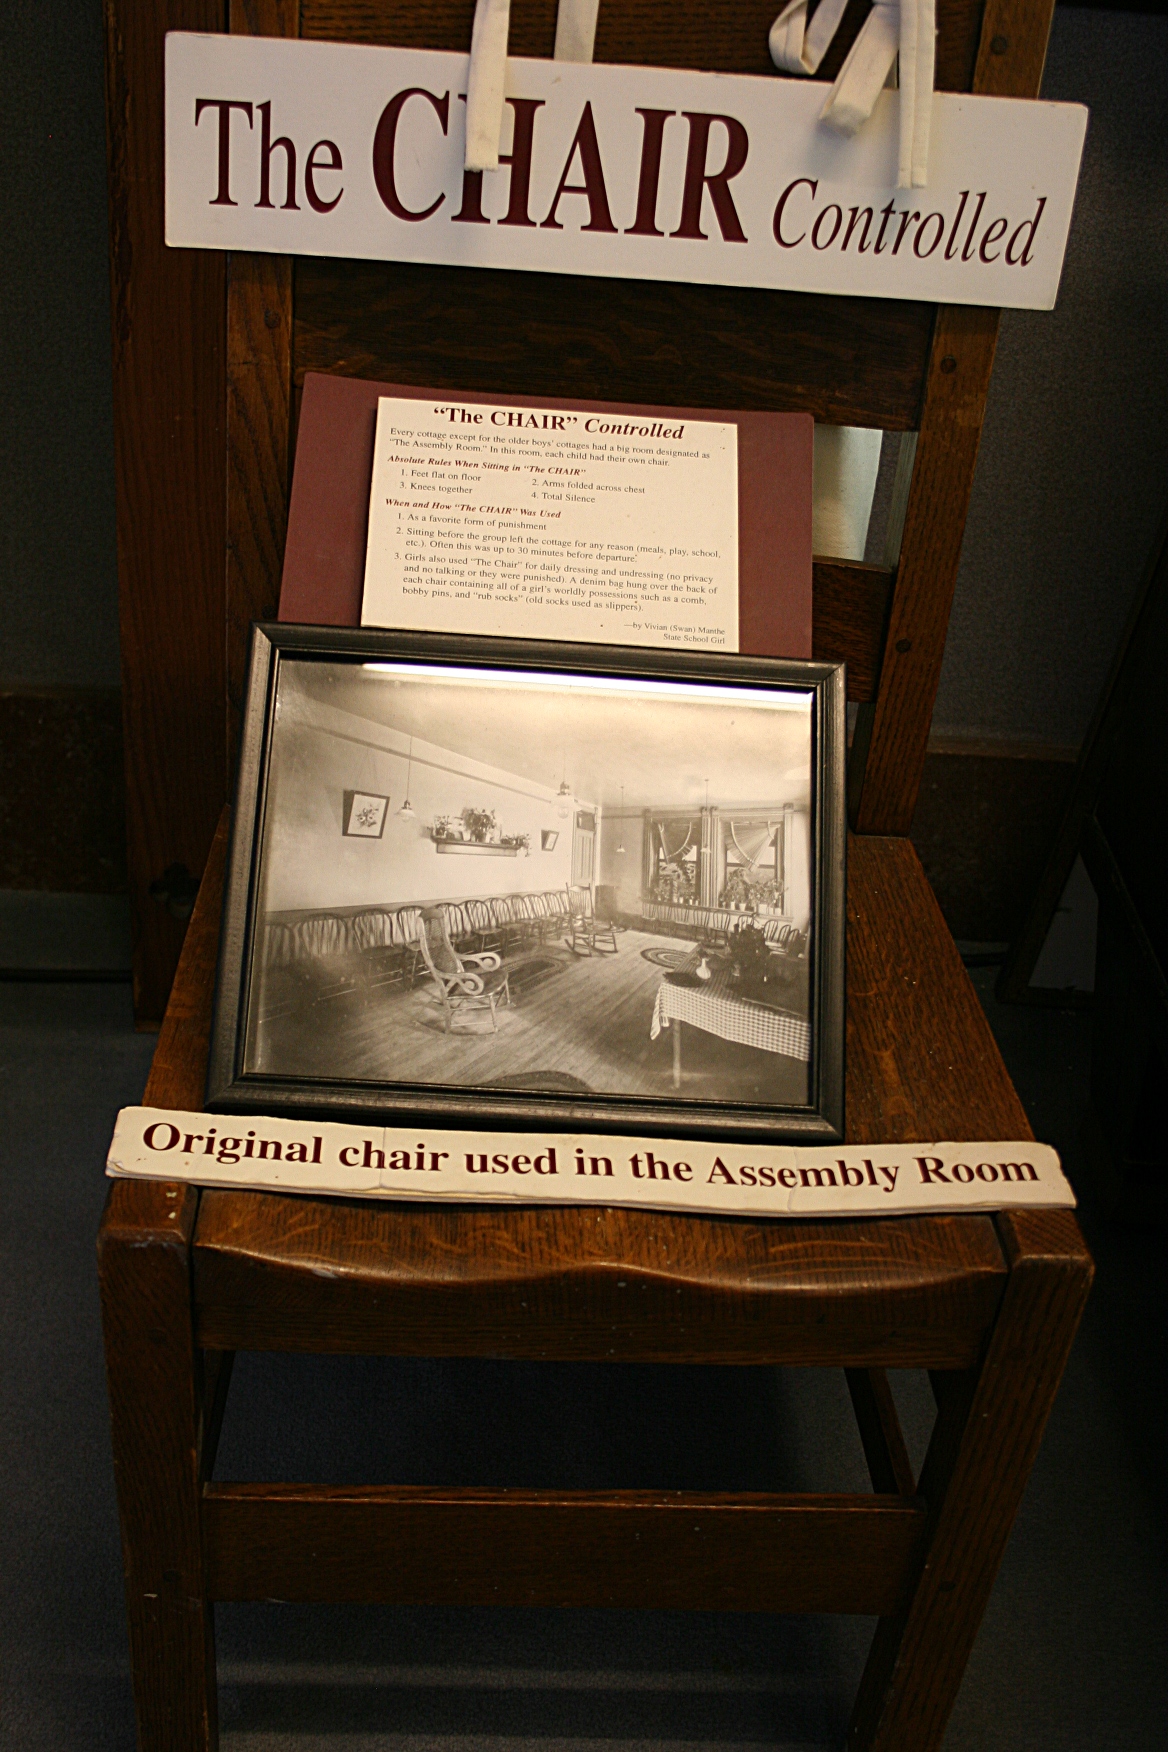 The CHAIR Controlled
"The CHAIR" Controlled
Every cottage except for the older boys' cottages had a big room designated as
"The Assembly Room." In this room, each child had their own chair.
Absolute Rules When Sitting in "The CHAIR"
1. Feet flat on floor 2. Arms folded across chest
3. Knees together 4. Total Silence
When and How "The CHAIR" Was Used
1. As a favorite form of punishment
2. Sitting before the group left the cottage for any reason (meals, play, school,
etc.). Often this was up to 30 minutes before departure.
3. Girls also used "The Chair" for daily dressing and undressing (no privacy
and no talking or they were punished). A denim bag hung over the back of
each chair containing all of a girl's worldly possessions such as a comb,
bobby pins, and "rub socks" (old socks used as slippers).
—by Vivian (Swan) Manthe
State School Girl
Original chair used in the Assembly Room